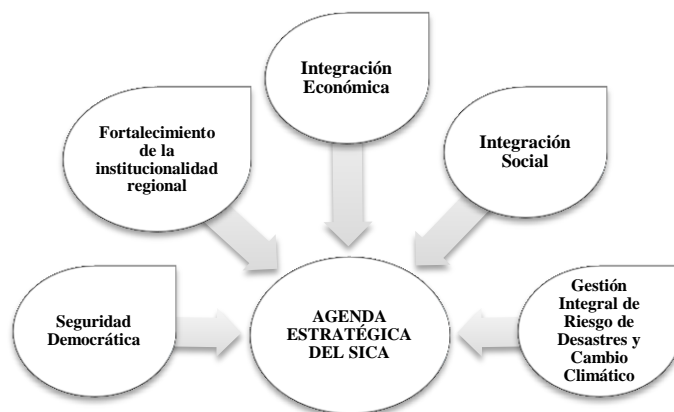 Integración
Económica
Fortalecimiento
de la
institucionalidad
regional
Integración
Social
Seguridad
Democrática
AGENDA
ESTRATÉGICA
DEL SICA
Gestión
Integral de
Riesgo de
Desastres y
Cambio
Climático